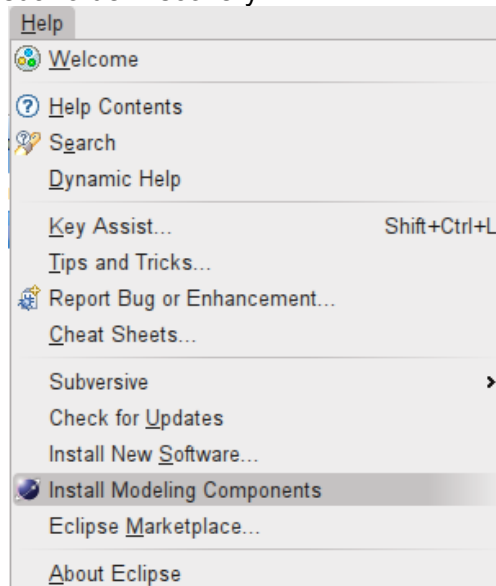 Help
Welcome
Help Contents
Search
Dynamic Help
Key Assist... Shift+Ctrl+L
Tips and Tricks...
Report Bug or Enhancement...
Cheat Sheets...
Subversive
Check for Updates
Install New Software...
Install Modeling Components
Eclipse Marketplace...
About Eclipse